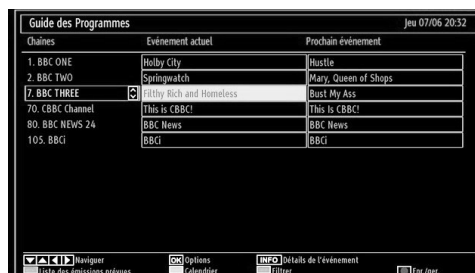 Guide des Programmes Jeu 07/06 20:32
Chaînes Evénement actuel Prochain événement
1. BBC ONE Holby City Hustle
2. BBC TWO Springwatch Mary, Queen of Shops
7. BBC THREE Filthy Rich and Homeless Bust My Ass
70. CBBC Channel This is CBBC! This Is CBBC!
80. BBC NEWS 24 BBC News BBC News
105. BBCi BBCi BBCi
Naviguer OK Options INFO Détails de l'événement
Liste des émissions prévues Calendrier Filtrer Enr./